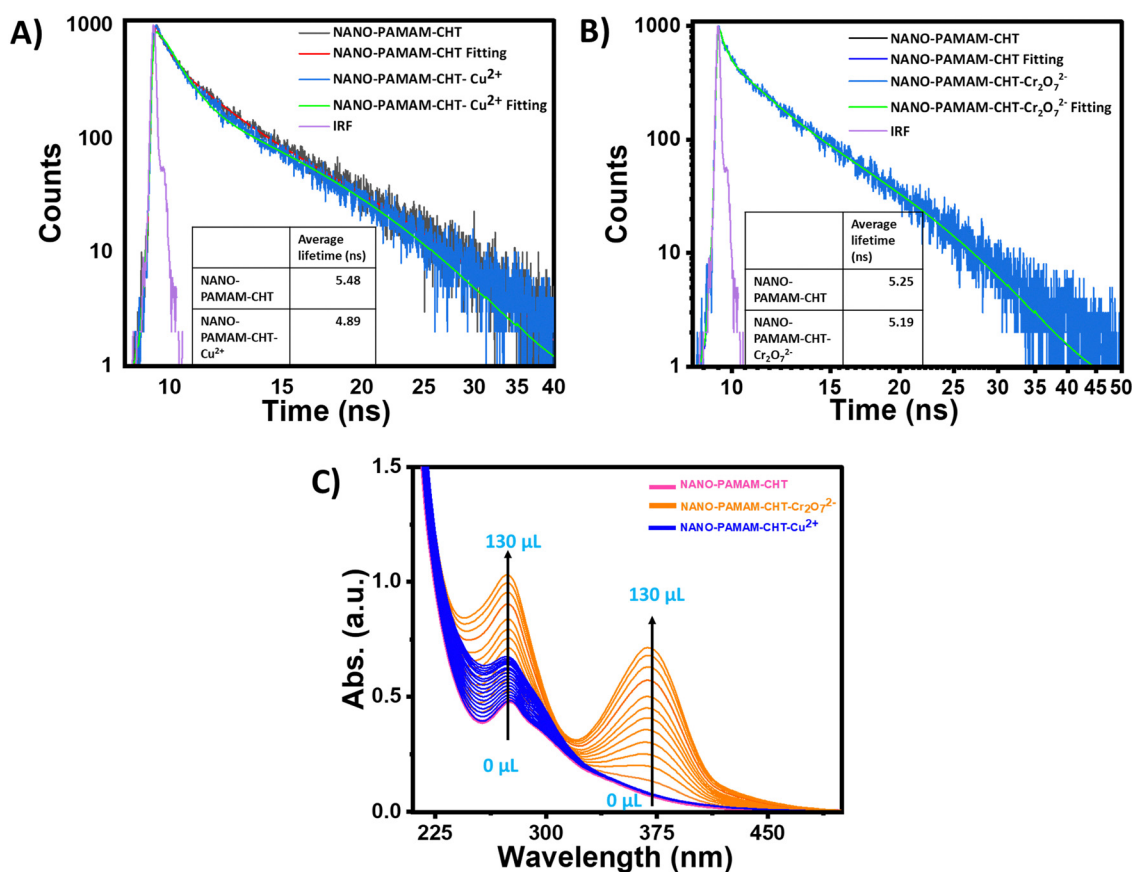 A)
1000
100
10
1
Counts
NANO-PAMAM-CHT
NANO-PAMAM-CHT Fitting
NANO-PAMAM-CHT- Cu²⁺
NANO-PAMAM-CHT- Cu²⁺ Fitting
IRF
Average
lifetime (ns)
NANO-
PAMAM-CHT
5.48
NANO-
PAMAM-CHT-
Cu²⁺
4.89
10 15 20 25 30 35 40
Time (ns)
B)
1000
100
10
1
Counts
NANO-PAMAM-CHT
NANO-PAMAM-CHT Fitting
NANO-PAMAM-CHT-Cr₂O₇²⁻
NANO-PAMAM-CHT-Cr₂O₇²⁻ Fitting
IRF
Average
lifetime
(ns)
NANO-
PAMAM-CHT
5.25
NANO-
PAMAM-CHT-
Cr₂O₇²⁻
5.19
10 15 20 25 30 35 40 45 50
Time (ns)
C)
1.5
1.0
0.5
0.0
Abs. (a.u.)
NANO-PAMAM-CHT
NANO-PAMAM-CHT-Cr₂O₇²⁻
NANO-PAMAM-CHT-Cu²⁺
130 µL
130 µL
0 µL
0 µL
225 300 375 450
Wavelength (nm)